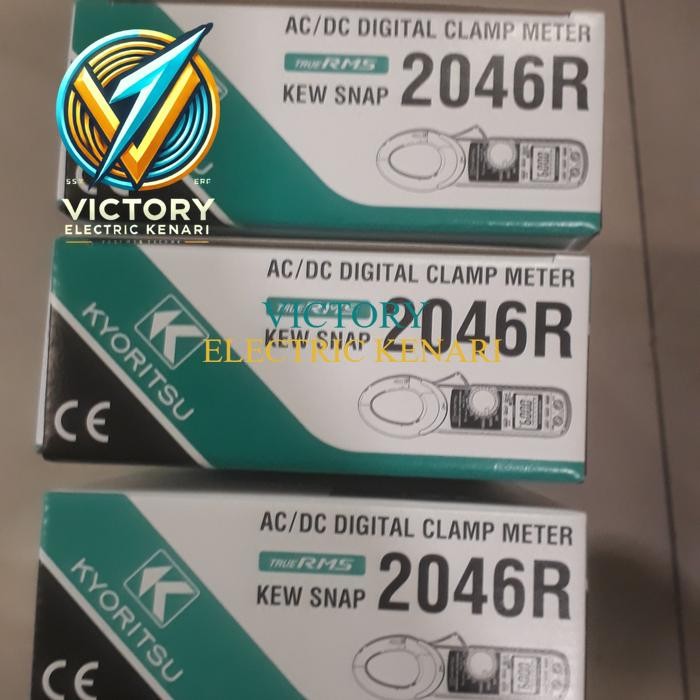 AC/DC DIGITAL CLAMP METER
TRUE RMS
KEW SNAP 2046R
VICTORY
ELECTRIC KENARI
AC/DC DIGITAL CLAMP METER
KEW SNAP 2046R
VICTORY
ELECTRIC KENARI
KYORITSU
CE
AC/DC DIGITAL CLAMP METER
TRUE RMS
KEW SNAP 2046R
KYORITSU
CE